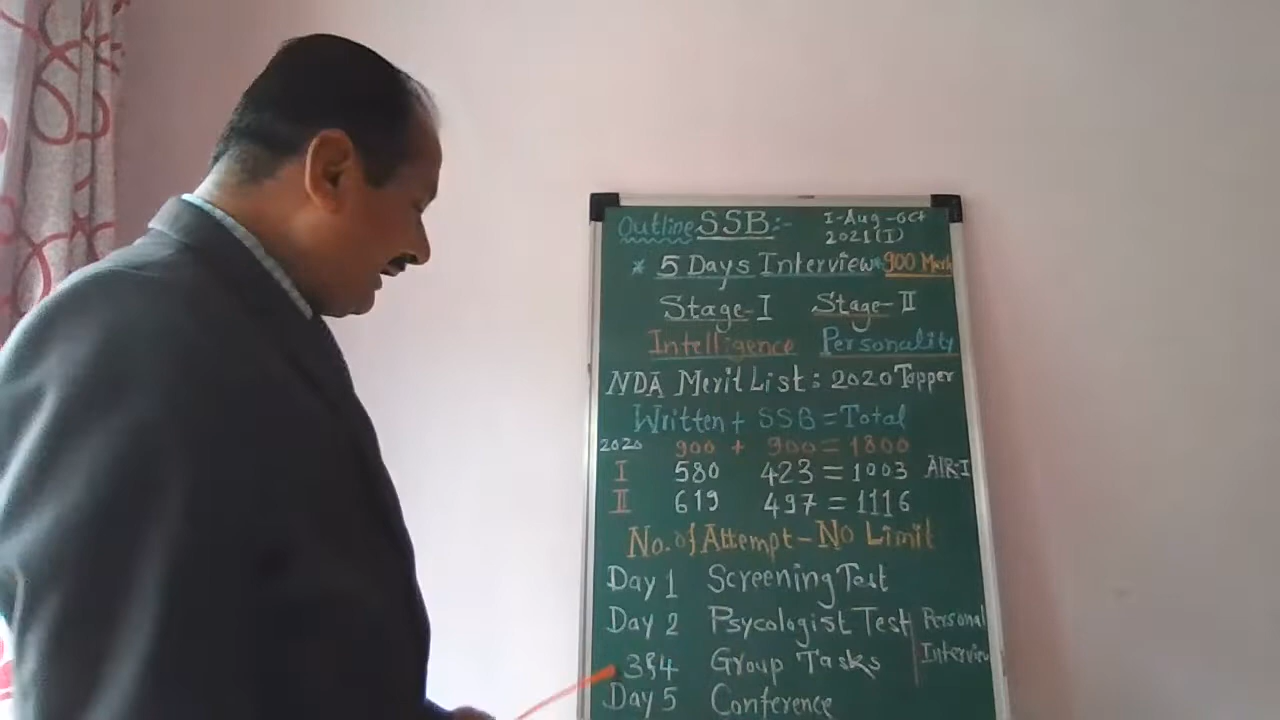 Outline SSB:- I-Aug-Oct
2021(I)
* 5 Days Interview* 900 Mark
Stage-I Stage-II
Intelligence Personality
NDA Merit List: 2020 Topper
Written + SSB = Total
2020 900 + 900 = 1800
I 580 423 = 1003 AIR-I
II 619 497 = 1116
No. of Attempt - No Limit
Day 1 Screening Test
Day 2 Psycologist Test Personal
Interview
3&4 Group Tasks
Day 5 Conference